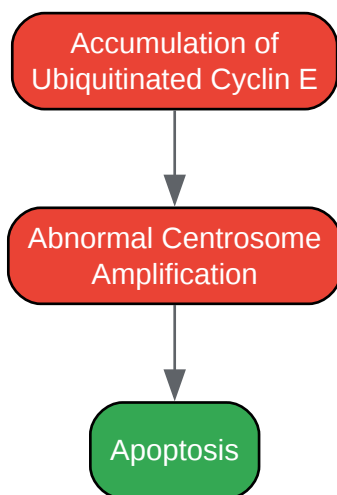 Accumulation of
Ubiquitinated Cyclin E
Abnormal Centrosome
Amplification
Apoptosis